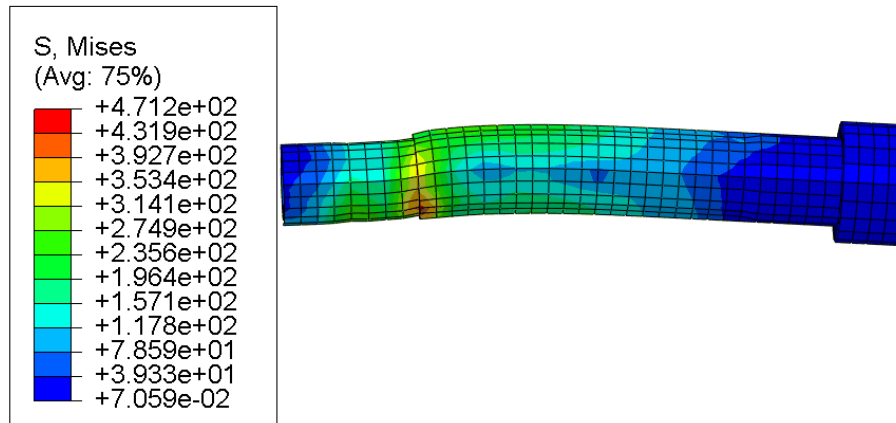 S, Mises
(Avg: 75%)
+4.712e+02
+4.319e+02
+3.927e+02
+3.534e+02
+3.141e+02
+2.749e+02
+2.356e+02
+1.964e+02
+1.571e+02
+1.178e+02
+7.859e+01
+3.933e+01
+7.059e-02